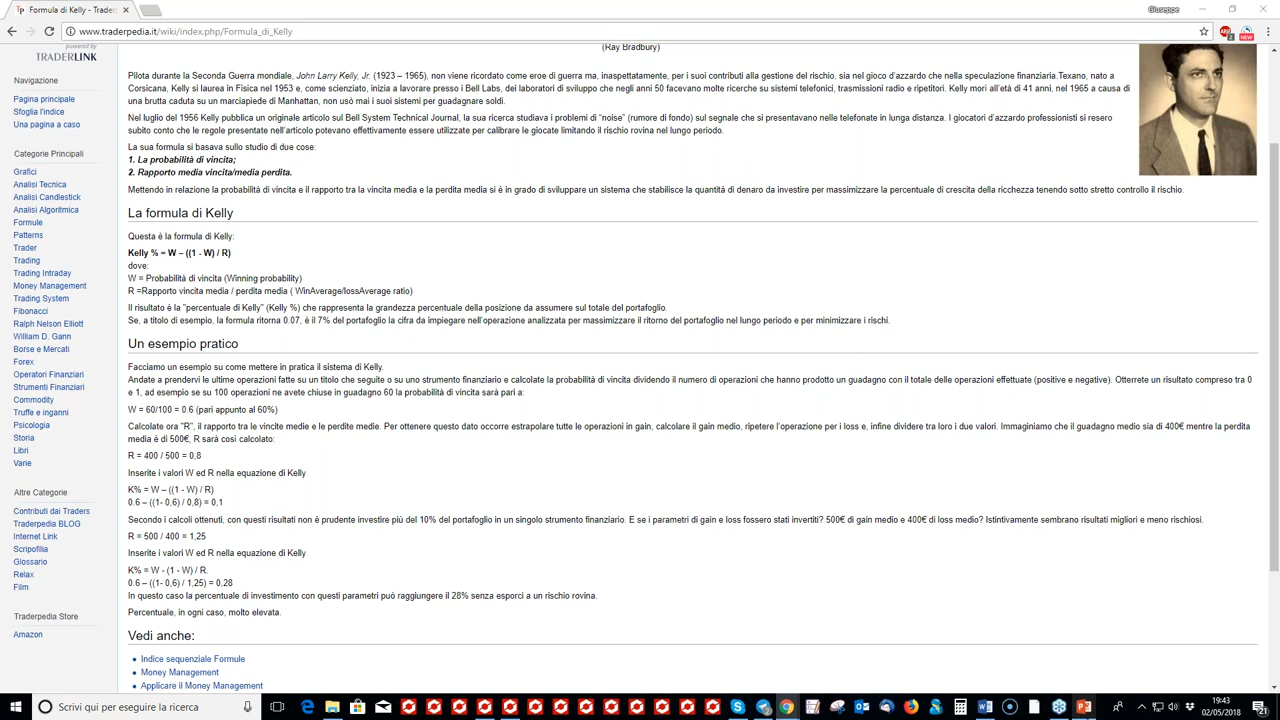 Formula di Kelly - Trader
Giuseppe
www.traderpedia.it/wiki/index.php/Formula_di_Kelly
powered by
TRADERLINK
Navigazione
Pagina principale
Sfoglia l'indice
Una pagina a caso
Categorie Principali
Grafici
Analisi Tecnica
Analisi Candlestick
Analisi Algoritmica
Formule
Patterns
Trader
Trading
Trading Intraday
Money Management
Trading System
Fibonacci
Ralph Nelson Elliott
William D. Gann
Borse e Mercati
Forex
Operatori Finanziari
Strumenti Finanziari
Commodity
Truffe e inganni
Psicologia
Storia
Libri
Varie
Altre Categorie
Contributi dai Traders
Traderpedia BLOG
Internet Link
Scripofilia
Glossario
Relax
Film
Traderpedia Store
Amazon
(Ray Bradbury)
Pilota durante la Seconda Guerra mondiale, John Larry Kelly, Jr. (1923 – 1965), non viene ricordato come eroe di guerra ma, inaspettatamente, per i suoi contributi alla gestione del rischio, sia nel gioco d'azzardo che nella speculazione finanziaria.Texano, nato a
Corsicana, Kelly si laurea in Fisica nel 1953 e, come scienziato, inizia a lavorare presso i Bell Labs, dei laboratori di sviluppo che negli anni 50 facevano molte ricerche su sistemi telefonici, trasmissioni radio e ripetitori. Kelly morì all'età di 41 anni, nel 1965 a causa di
una brutta caduta su un marciapiede di Manhattan, non usò mai i suoi sistemi per guadagnare soldi.
Nel luglio del 1956 Kelly pubblica un originale articolo sul Bell System Technical Journal, la sua ricerca studiava i problemi di “noise” (rumore di fondo) sul segnale che si presentavano nelle telefonate in lunga distanza. I giocatori d'azzardo professionisti si resero
subito conto che le regole presentate nell'articolo potevano effettivamente essere utilizzate per calibrare le giocate limitando il rischio rovina nel lungo periodo.
La sua formula si basava sullo studio di due cose:
1. La probabilità di vincita;
2. Rapporto media vincita/media perdita.
Mettendo in relazione la probabilità di vincita e il rapporto tra la vincita media e la perdita media si è in grado di sviluppare un sistema che stabilisce la quantità di denaro da investire per massimizzare la percentuale di crescita della ricchezza tenendo sotto stretto controllo il rischio.
La formula di Kelly
Questa è la formula di Kelly:
Kelly % = W – ((1 - W) / R)
dove:
W = Probabilità di vincita (Winning probability)
R =Rapporto vincita media / perdita media ( WinAverage/lossAverage ratio)
Il risultato è la “percentuale di Kelly” (Kelly %) che rappresenta la grandezza percentuale della posizione da assumere sul totale del portafoglio.
Se, a titolo di esempio, la formula ritorna 0.07, è il 7% del portafoglio la cifra da impiegare nell'operazione analizzata per massimizzare il ritorno del portafoglio nel lungo periodo e per minimizzare i rischi.
Un esempio pratico
Facciamo un esempio su come mettere in pratica il sistema di Kelly.
Andate a prendervi le ultime operazioni fatte su un titolo che seguite o su uno strumento finanziario e calcolate la probabilità di vincita dividendo il numero di operazioni che hanno prodotto un guadagno con il totale delle operazioni effettuate (positive e negative). Otterrete un risultato compreso tra 0
e 1, ad esempio se su 100 operazioni ne avete chiuse in guadagno 60 la probabilità di vincita sarà pari a:
W = 60/100 = 0.6 (pari appunto al 60%)
Calcolate ora “R”, il rapporto tra le vincite medie e le perdite medie. Per ottenere questo dato occorre estrapolare tutte le operazioni in gain, calcolare il gain medio, ripetere l'operazione per i loss e, infine dividere tra loro i due valori. Immaginiamo che il guadagno medio sia di 400€ mentre la perdita
media è di 500€, R sarà così calcolato:
R = 400 / 500 = 0,8
Inserite i valori W ed R nella equazione di Kelly
K% = W – ((1 - W) / R)
0.6 – ((1- 0,6) / 0,8) = 0,1
Secondo i calcoli ottenuti, con questi risultati non è prudente investire più del 10% del portafoglio in un singolo strumento finanziario. E se i parametri di gain e loss fossero stati invertiti? 500€ di gain medio e 400€ di loss medio? Istintivamente sembrano risultati migliori e meno rischiosi.
R = 500 / 400 = 1,25
Inserite i valori W ed R nella equazione di Kelly
K% = W - (1 - W) / R.
0.6 – ((1- 0,6) / 1,25) = 0,28
In questo caso la percentuale di investimento con questi parametri può raggiungere il 28% senza esporci a un rischio rovina.
Percentuale, in ogni caso, molto elevata.
Vedi anche:
Indice sequenziale Formule
Money Management
Applicare il Money Management
Scrivi qui per eseguire la ricerca
19:43
02/05/2018